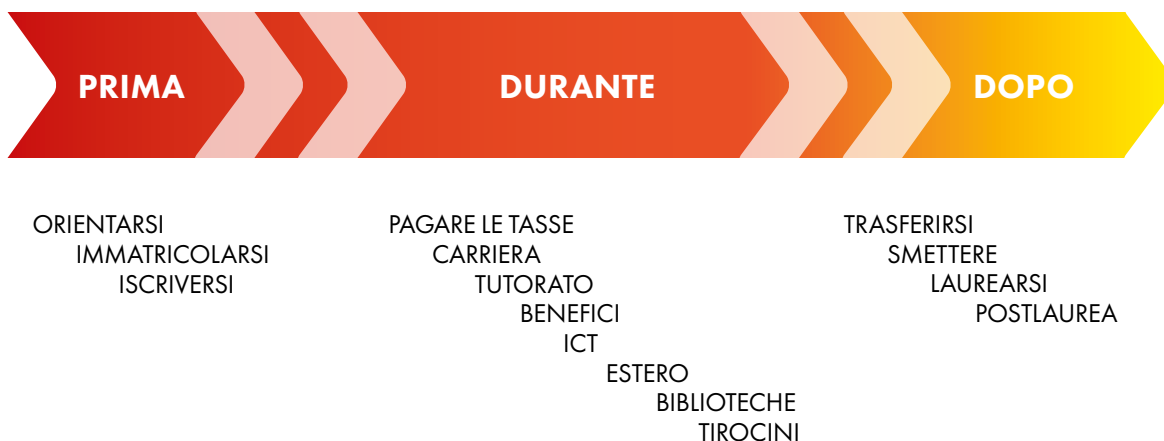 PRIMA
DURANTE
DOPO
ORIENTARSI
IMMATRICOLARSI
ISCRIVERSI
PAGARE LE TASSE
CARRIERA
TUTORATO
BENEFICI
ICT
ESTERO
BIBLIOTECHE
TIROCINI
TRASFERIRSI
SMETTERE
LAUREARSI
POSTLAUREA